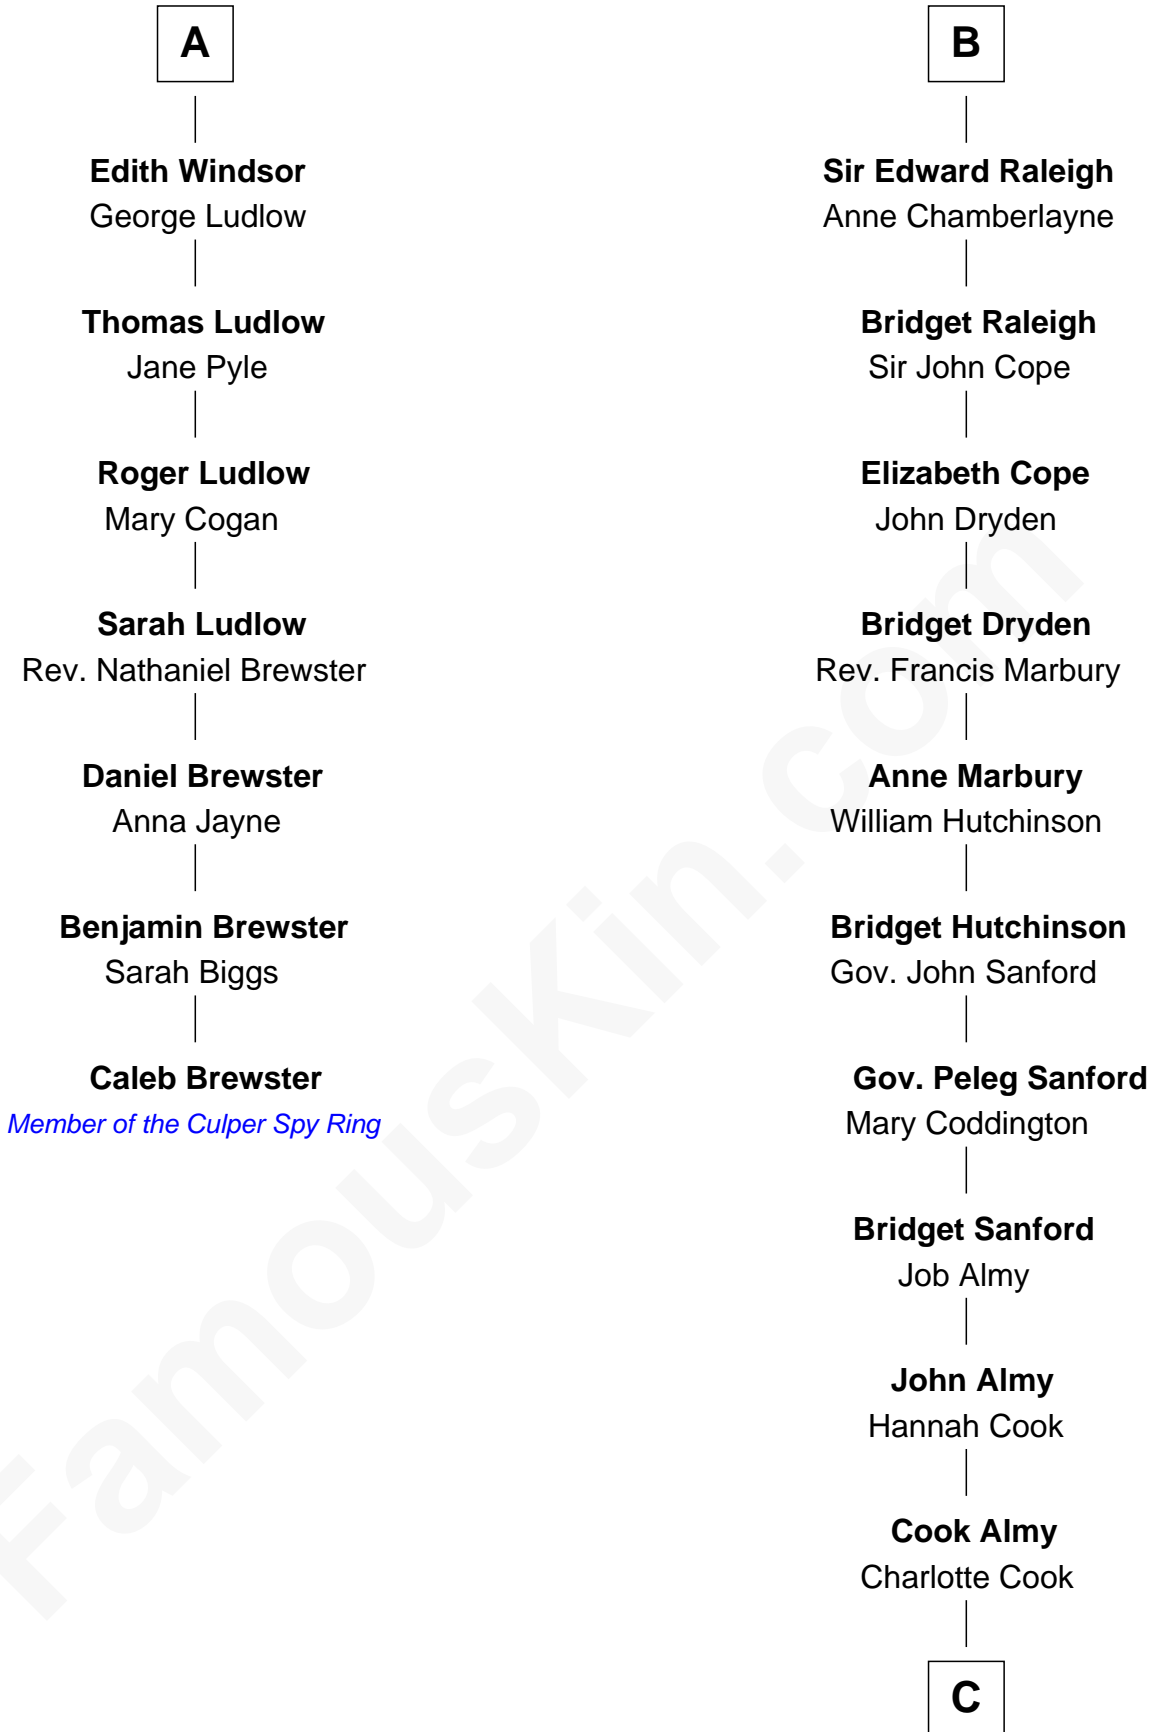 A
Edith Windsor
George Ludlow
Thomas Ludlow
Jane Pyle
Roger Ludlow
Mary Cogan
Sarah Ludlow
Rev. Nathaniel Brewster
Daniel Brewster
Anna Jayne
Benjamin Brewster
Sarah Biggs
Caleb Brewster
Member of the Culper Spy Ring
B
Sir Edward Raleigh
Anne Chamberlayne
Bridget Raleigh
Sir John Cope
Elizabeth Cope
John Dryden
Bridget Dryden
Rev. Francis Marbury
Anne Marbury
William Hutchinson
Bridget Hutchinson
Gov. John Sanford
Gov. Peleg Sanford
Mary Coddington
Bridget Sanford
Job Almy
John Almy
Hannah Cook
Cook Almy
Charlotte Cook
C
FamousKin.com